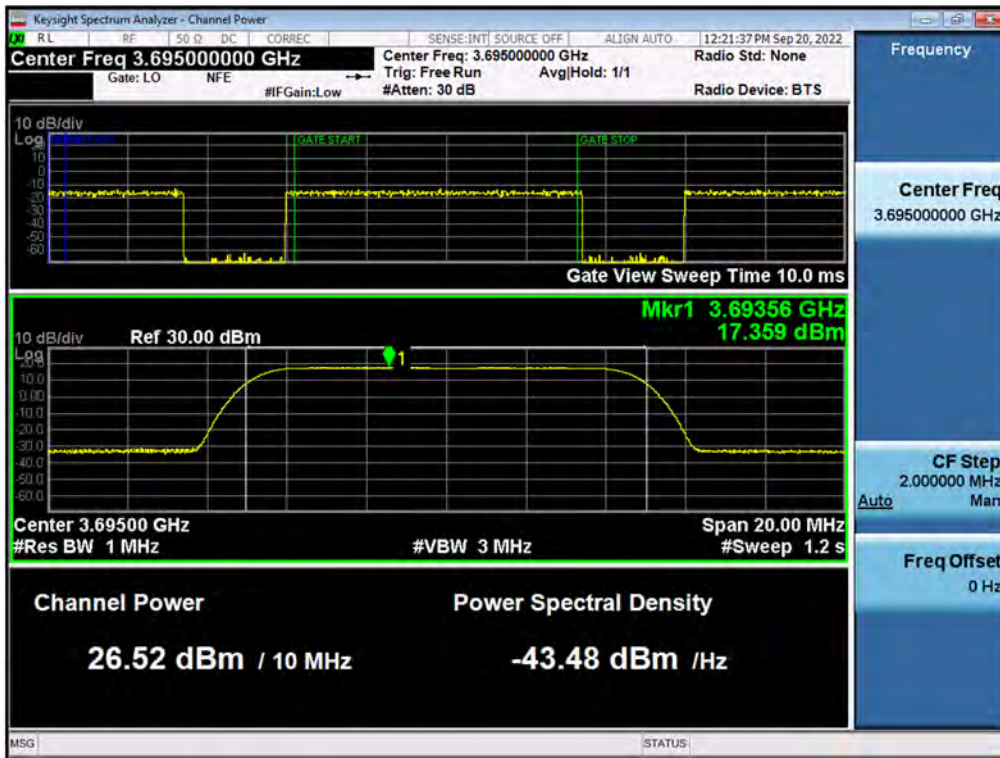 Keysight Spectrum Analyzer - Channel Power
LXI RL RF 50 Ω DC CORREC SENSE:INT SOURCE OFF ALIGN AUTO 12:21:37 PM Sep 20, 2022
Center Freq 3.695000000 GHz Center Freq: 3.695000000 GHz Radio Std: None
Gate: LO NFE Trig: Free Run Avg|Hold: 1/1
#IFGain:Low #Atten: 30 dB Radio Device: BTS
10 dB/div
Log GATE START GATE STOP
20
10
0
-10
-20
-30
-40
-50
-60
Gate View Sweep Time 10.0 ms
Mkr1 3.69356 GHz
17.359 dBm
10 dB/div Ref 30.00 dBm
Log
1
20.0
10.0
0.00
-10.0
-20.0
-30.0
-40.0
-50.0
-60.0
Center 3.69500 GHz Span 20.00 MHz
#Res BW 1 MHz #VBW 3 MHz #Sweep 1.2 s
Channel Power Power Spectral Density
26.52 dBm / 10 MHz -43.48 dBm /Hz
MSG STATUS
Frequency
Center Freq
3.695000000 GHz
CF Step
2.000000 MHz
Auto Man
Freq Offset
0 Hz